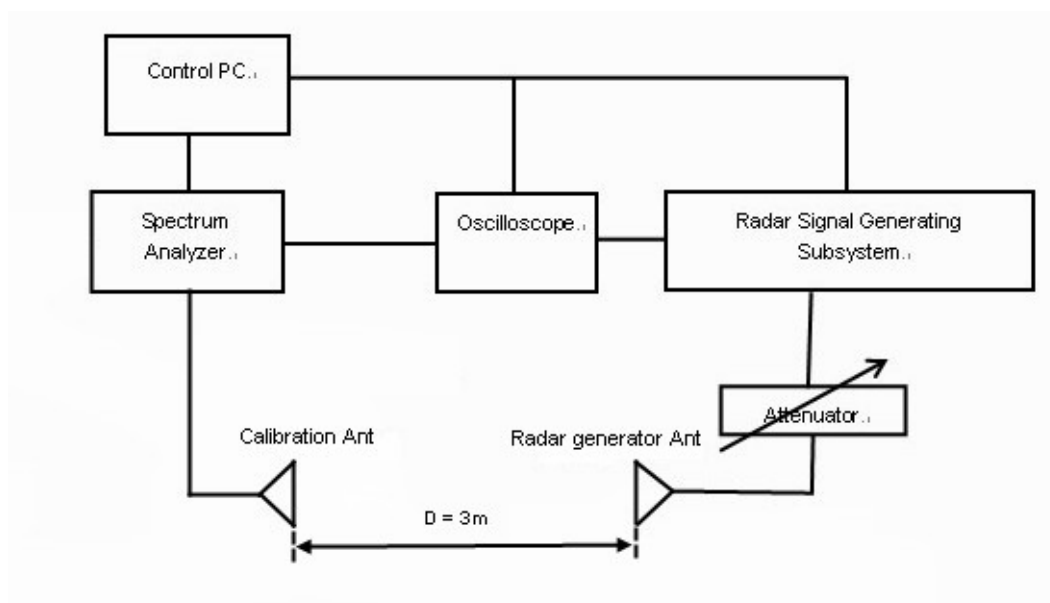 Control PC.
Spectrum
Analyzer.
Oscilloscope.
Radar Signal Generating
Subsystem.
Attenuator.
Calibration Ant
Radar generator Ant
D = 3m